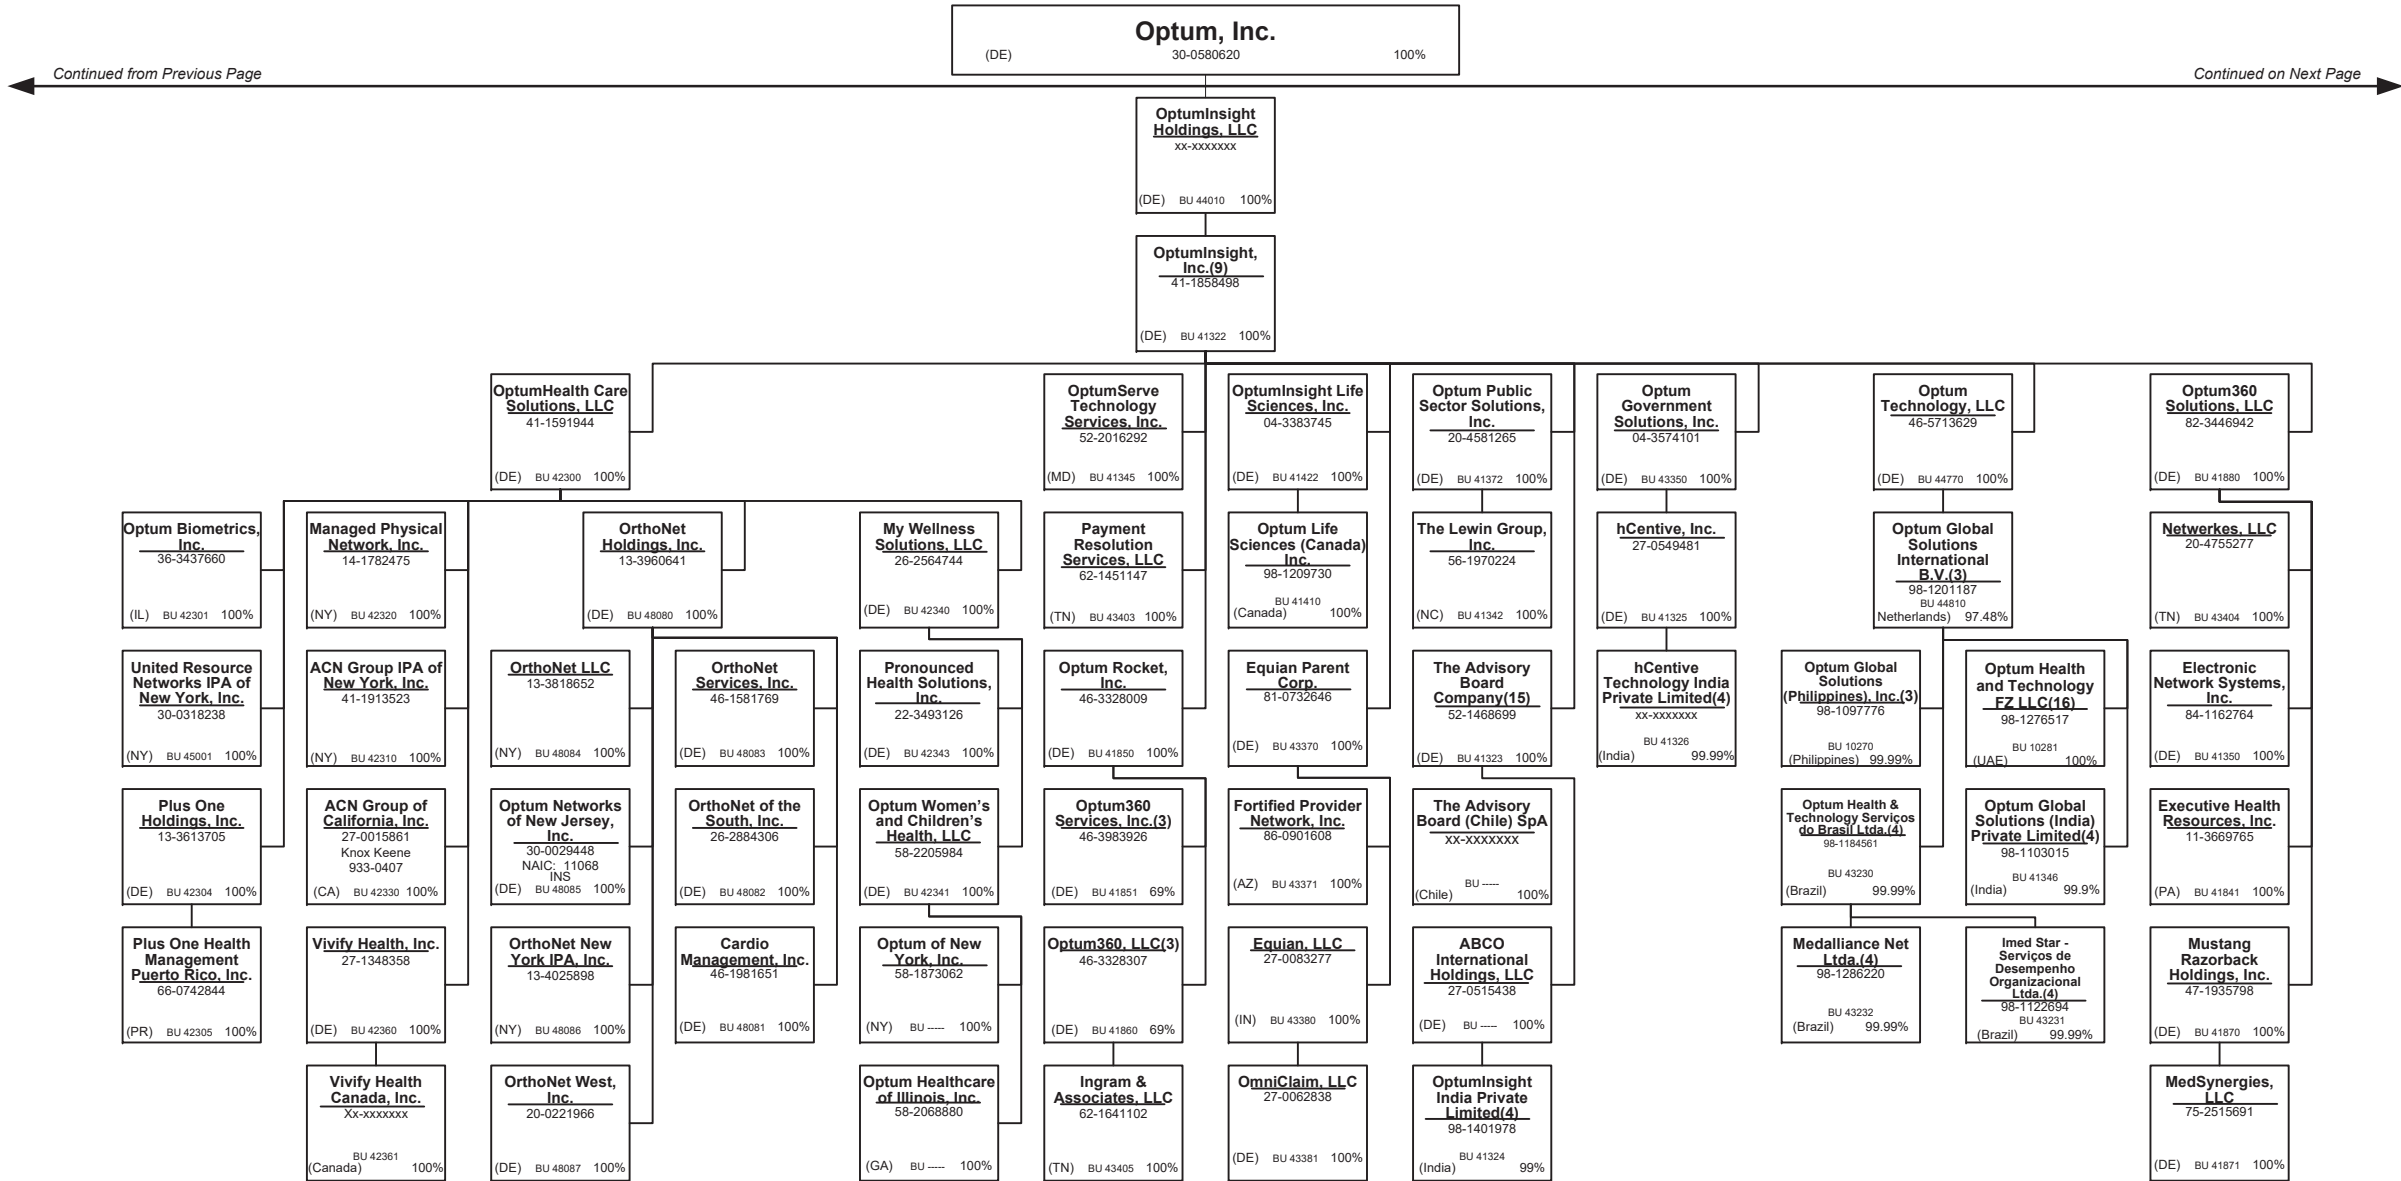 Optum, Inc.
(DE) 30-0580620 100%
Continued from Previous Page
Continued on Next Page
OptumInsight
Holdings, LLC
xx-xxxxxxx
(DE) BU 44010 100%
OptumInsight,
Inc.(9)
41-1858498
(DE) BU 41322 100%
OptumHealth Care
Solutions, LLC
41-1591944
(DE) BU 42300 100%
OptumServe
Technology
Services, Inc.
52-2016292
(MD) BU 41345 100%
OptumInsight Life
Sciences, Inc.
04-3383745
(DE) BU 41422 100%
Optum Public
Sector Solutions,
Inc.
20-4581265
(DE) BU 41372 100%
Optum
Government
Solutions, Inc.
04-3574101
(DE) BU 43350 100%
Optum
Technology, LLC
46-5713629
(DE) BU 44770 100%
Optum360
Solutions, LLC
82-3446942
(DE) BU 41880 100%
Optum Biometrics,
Inc.
36-3437660
(IL) BU 42301 100%
Managed Physical
Network, Inc.
14-1782475
(NY) BU 42320 100%
OrthoNet
Holdings, Inc.
13-3960641
(DE) BU 48080 100%
My Wellness
Solutions, LLC
26-2564744
(DE) BU 42340 100%
Payment
Resolution
Services, LLC
62-1451147
(TN) BU 43403 100%
Optum Life
Sciences (Canada)
Inc.
98-1209730
BU 41410
(Canada) 100%
The Lewin Group,
Inc.
56-1970224
(NC) BU 41342 100%
hCentive, Inc.
27-0549481
(DE) BU 41325 100%
Optum Global
Solutions
International
B.V.(3)
98-1201187
BU 44810
Netherlands) 97.48%
Netwerkes, LLC
20-4755277
(TN) BU 43404 100%
United Resource
Networks IPA of
New York, Inc.
30-0318238
(NY) BU 45001 100%
ACN Group IPA of
New York, Inc.
41-1913523
(NY) BU 42310 100%
OrthoNet LLC
13-3818652
(NY) BU 48084 100%
OrthoNet
Services, Inc.
46-1581769
(DE) BU 48083 100%
Pronounced
Health Solutions,
Inc.
22-3493126
(DE) BU 42343 100%
Optum Rocket,
Inc.
46-3328009
(DE) BU 41850 100%
Equian Parent
Corp.
81-0732646
(DE) BU 43370 100%
The Advisory
Board
Company(15)
52-1468699
(DE) BU 41323 100%
hCentive
Technology India
Private Limited(4)
xx-xxxxxxx
BU 41326
(India) 99.99%
Optum Global
Solutions
(Philippines), Inc.(3)
98-1097776
BU 10270
(Philippines) 99.99%
Optum Health
and Technology
FZ LLC(16)
98-1276517
BU 10281
(UAE) 100%
Electronic
Network Systems,
Inc.
84-1162764
(DE) BU 41350 100%
Plus One
Holdings, Inc.
13-3613705
(DE) BU 42304 100%
ACN Group of
California, Inc.
27-0015861
Knox Keene
933-0407
(CA) BU 42330 100%
Optum Networks
of New Jersey,
Inc.
30-0029448
NAIC: 11068
INS
(DE) BU 48085 100%
OrthoNet of the
South, Inc.
26-2884306
(DE) BU 48082 100%
Optum Women's
and Children's
Health, LLC
58-2205984
(DE) BU 42341 100%
Optum360
Services, Inc.(3)
46-3983926
(DE) BU 41851 69%
Fortified Provider
Network, Inc.
86-0901608
(AZ) BU 43371 100%
The Advisory
Board (Chile) SpA
xx-xxxxxxx
BU -----
(Chile) 100%
Optum Health &
Technology Serviços
do Brasil Ltda.(4)
98-1184561
BU 43230
(Brazil) 99.99%
Optum Global
Solutions (India)
Private Limited(4)
98-1103015
BU 41346
(India) 99.9%
Executive Health
Resources, Inc.
11-3669765
(PA) BU 41841 100%
Plus One Health
Management
Puerto Rico, Inc.
66-0742844
(PR) BU 42305 100%
Vivify Health, Inc.
27-1348358
(DE) BU 42360 100%
OrthoNet New
York IPA, Inc.
13-4025898
(NY) BU 48086 100%
Cardio
Management, Inc.
46-1981651
(DE) BU 48081 100%
Optum of New
York, Inc.
58-1873062
(NY) BU ----- 100%
Optum360, LLC(3)
46-3328307
(DE) BU 41860 69%
Equian, LLC
27-0083277
(IN) BU 43380 100%
ABCO
International
Holdings, LLC
27-0515438
(DE) BU ----- 100%
Medalliance Net
Ltda.(4)
98-1286220
BU 43232
(Brazil) 99.99%
Imed Star -
Serviços de
Desempenho
Organizacional
Ltda.(4)
98-1122694
BU 43231
(Brazil) 99.99%
Mustang
Razorback
Holdings, Inc.
47-1935798
(DE) BU 41870 100%
Vivify Health
Canada, Inc.
Xx-xxxxxxx
BU 42361
(Canada) 100%
OrthoNet West,
Inc.
20-0221966
(DE) BU 48087 100%
Optum Healthcare
of Illinois, Inc.
58-2068880
(GA) BU ---- 100%
Ingram &
Associates, LLC
62-1641102
(TN) BU 43405 100%
OmniClaim, LLC
27-0062838
(DE) BU 43381 100%
OptumInsight
India Private
Limited(4)
98-1401978
BU 41324
(India) 99%
MedSynergies,
LLC
75-2515691
(DE) BU 41871 100%